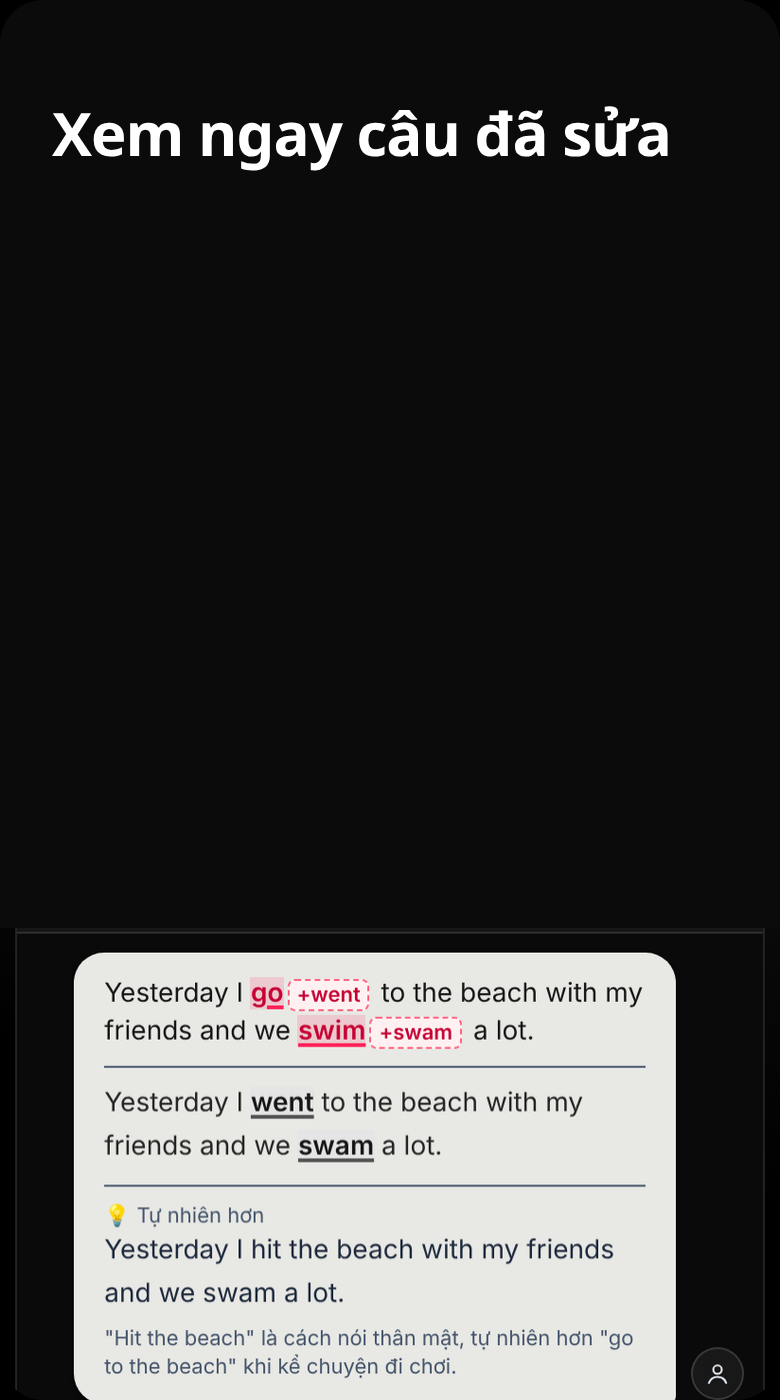 Xem ngay câu đã sửa
Yesterday I go +went to the beach with my
friends and we swim +swam a lot.
Yesterday I went to the beach with my
friends and we swam a lot.
💡 Tự nhiên hơn
Yesterday I hit the beach with my friends
and we swam a lot.
"Hit the beach" là cách nói thân mật, tự nhiên hơn "go
to the beach" khi kể chuyện đi chơi.